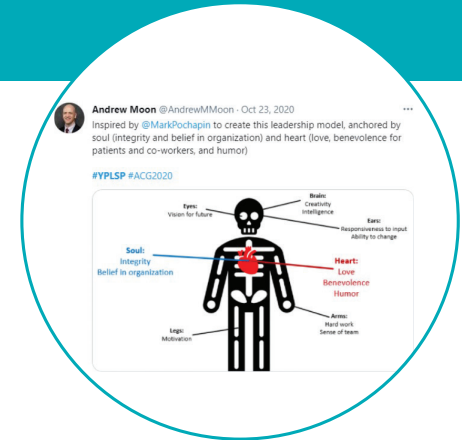 Andrew Moon @AndrewMMoon · Oct 23, 2020 ...
Inspired by @MarkPochapin to create this leadership model, anchored by
soul (integrity and belief in organization) and heart (love, benevolence for
patients and co-workers, and humor)
#YPLSP #ACG2020
Brain:
Creativity
Intelligence
Eyes:
Vision for future
Ears:
Responsiveness to input
Ability to change
Soul:
Integrity
Belief in organization
Heart:
Love
Benevolence
Humor
Arms:
Hard work
Sense of team
Legs:
Motivation